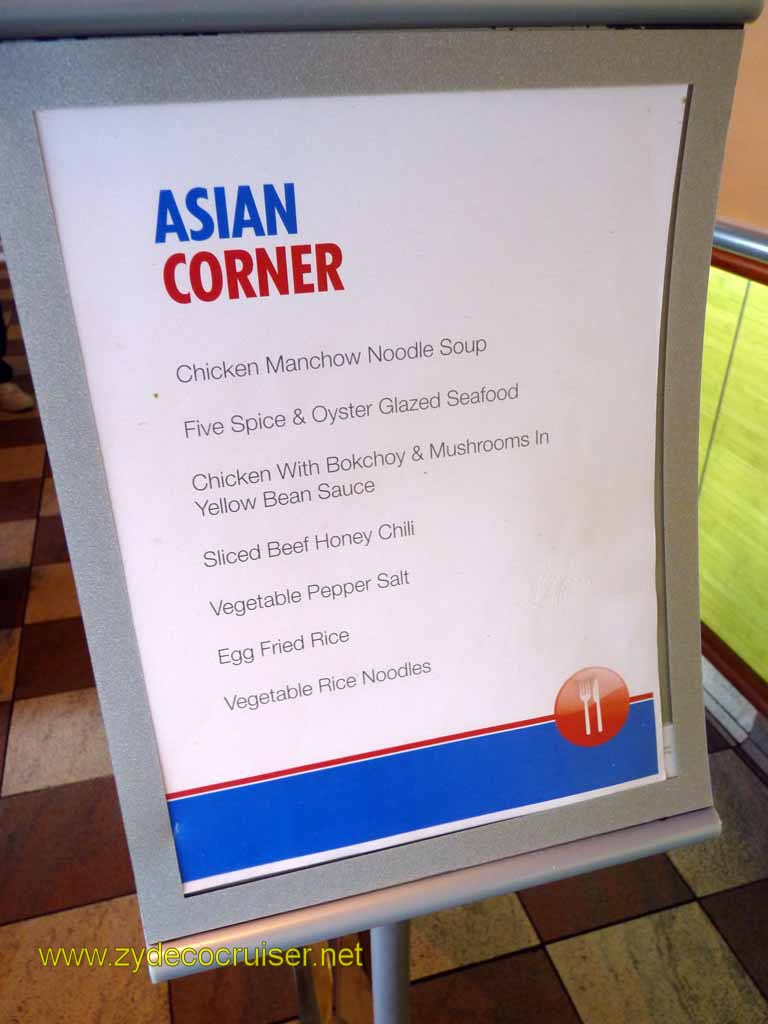 ASIAN
CORNER
Chicken Manchow Noodle Soup
Five Spice & Oyster Glazed Seafood
Chicken With Bokchoy & Mushrooms In
Yellow Bean Sauce
Sliced Beef Honey Chili
Vegetable Pepper Salt
Egg Fried Rice
Vegetable Rice Noodles
www.zydecocruiser.net